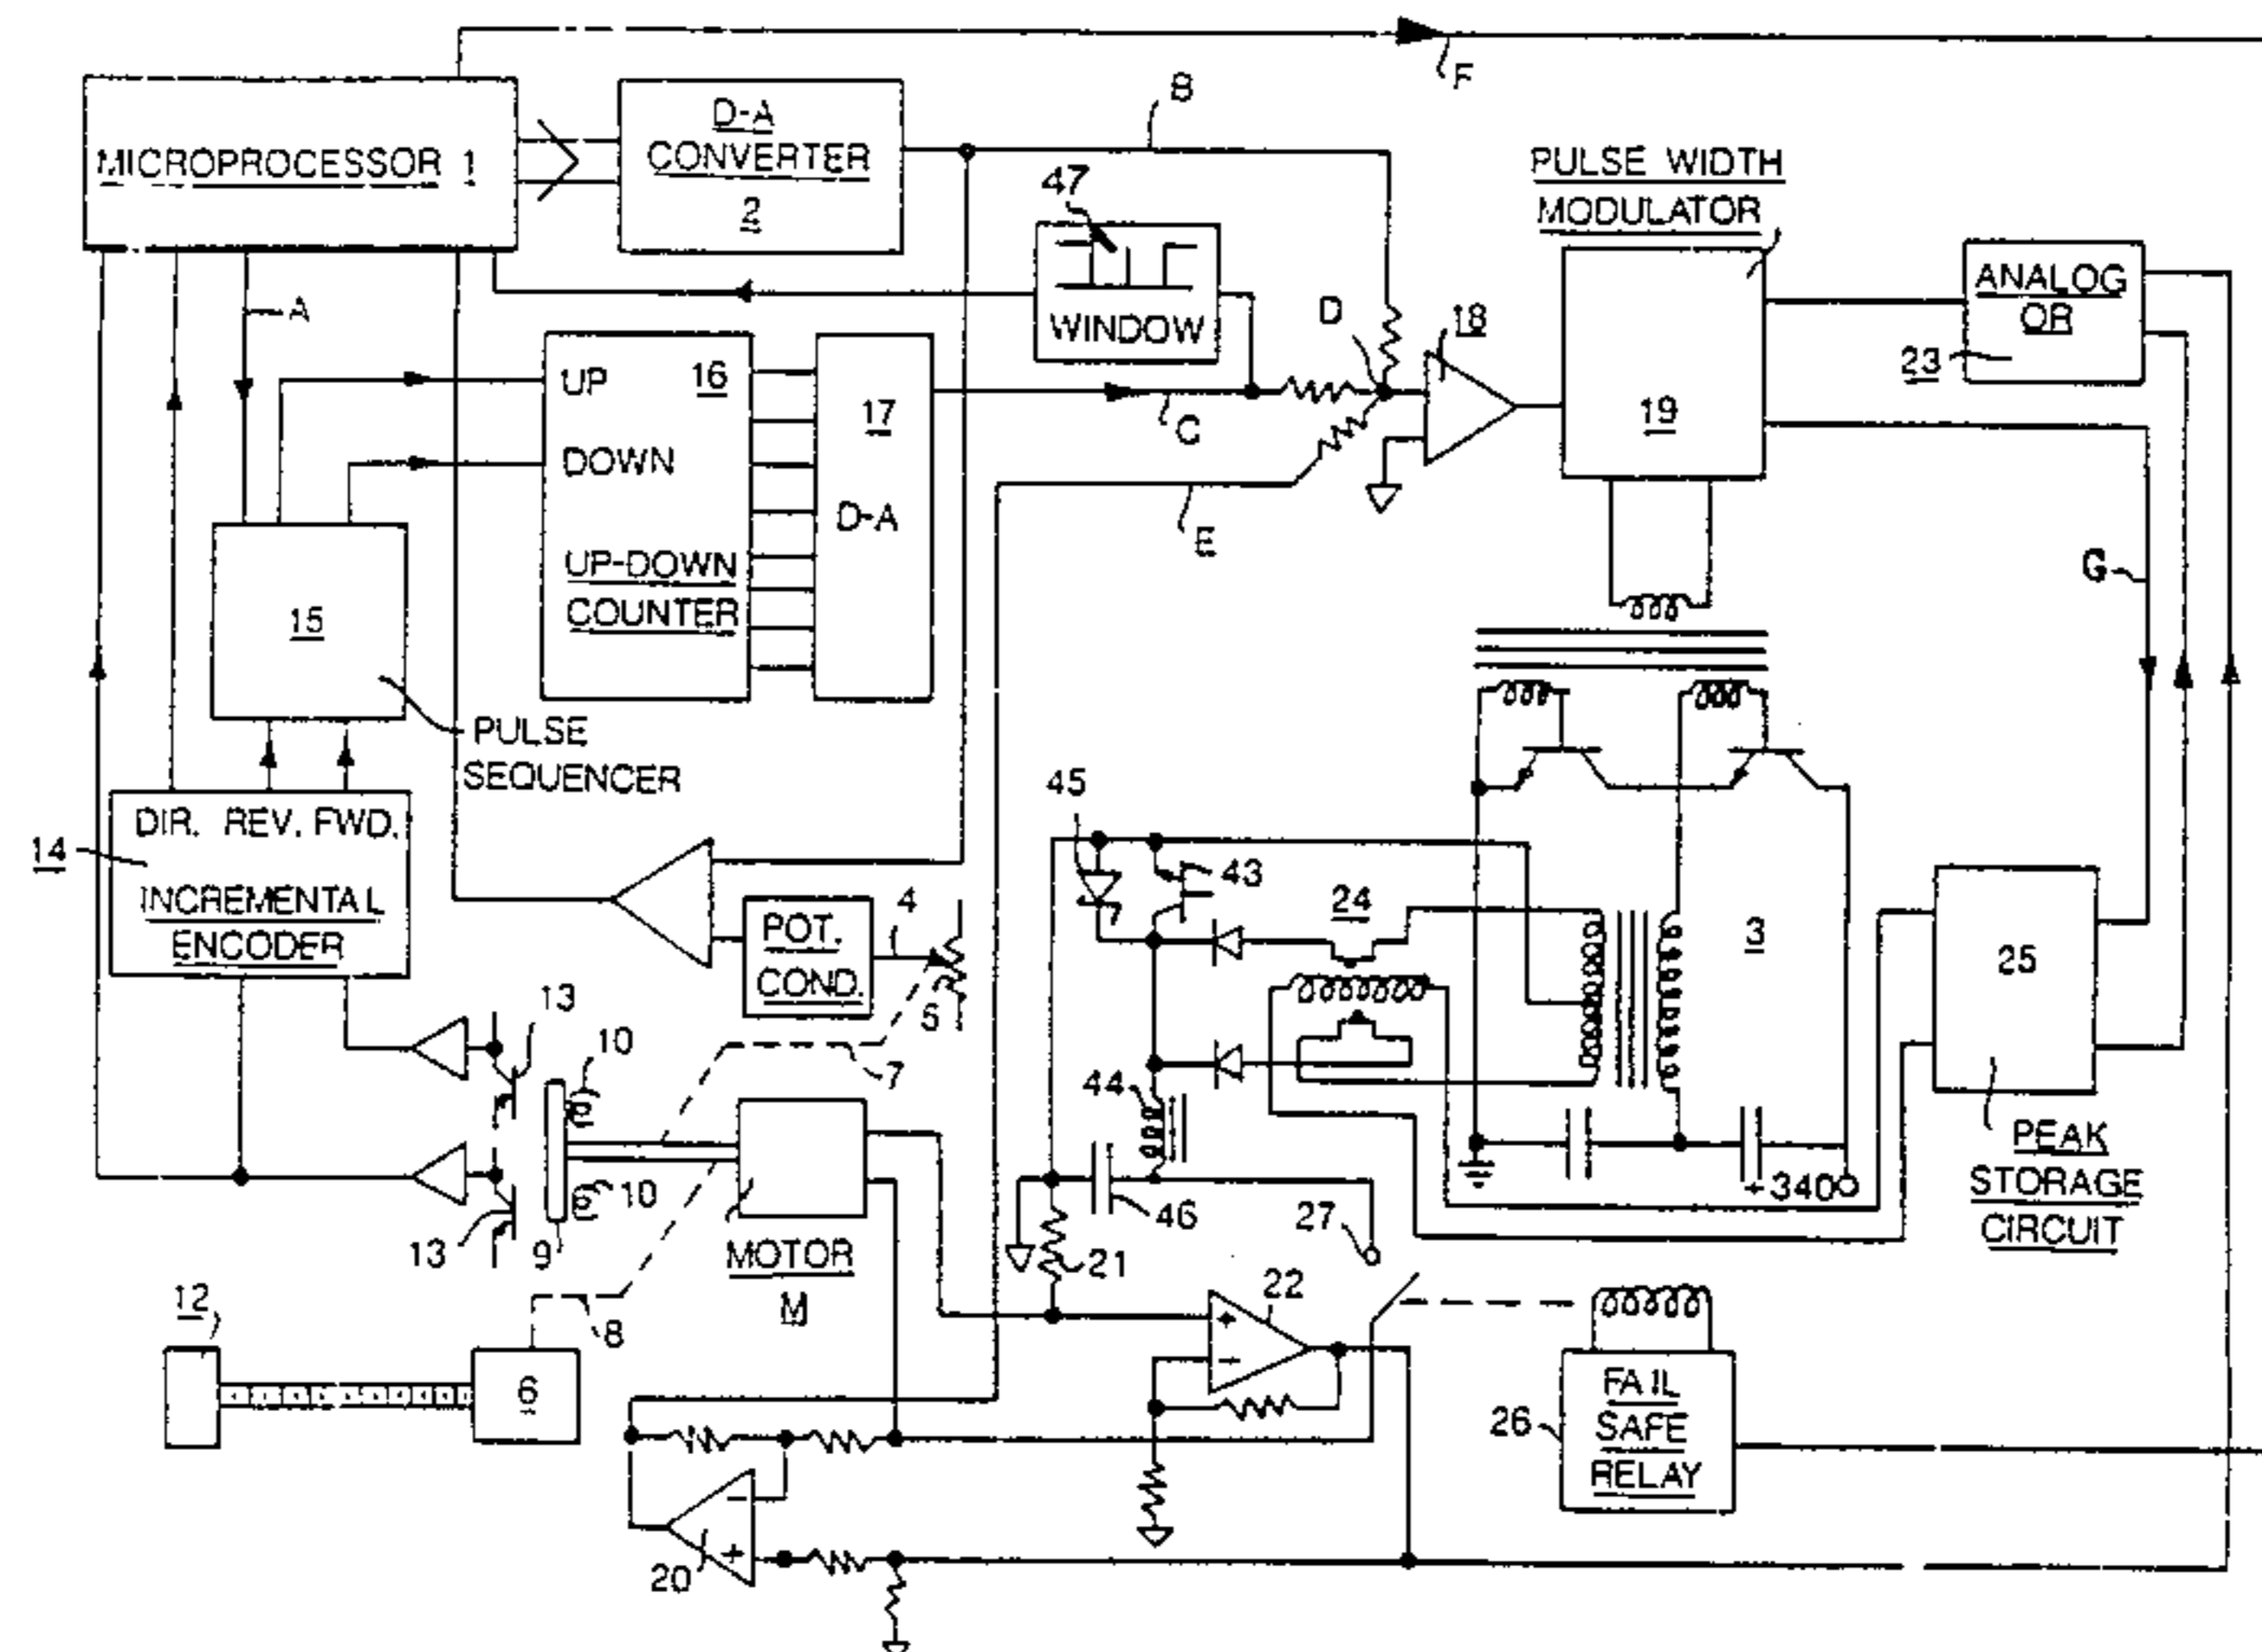 F
MICROPROCESSOR 1
D-A
CONVERTER
2
8
47
WINDOW
PULSE WIDTH
MODULATOR
19
ANALOG
OR
23
A
UP
DOWN
16
UP-DOWN
COUNTER
17
D-A
C
D
E
18
G
15
PULSE
SEQUENCER
14
DIR. REV. FWD.
INCREMENTAL
ENCODER
POT.
COND.
4
5
7
45
43
24
3
25
PEAK
STORAGE
CIRCUIT
13
10
10
13
9
MOTOR
M
44
46
21
27
+340
12
6
8
22
+
-
FAIL
SAFE
RELAY
26
-
+
20